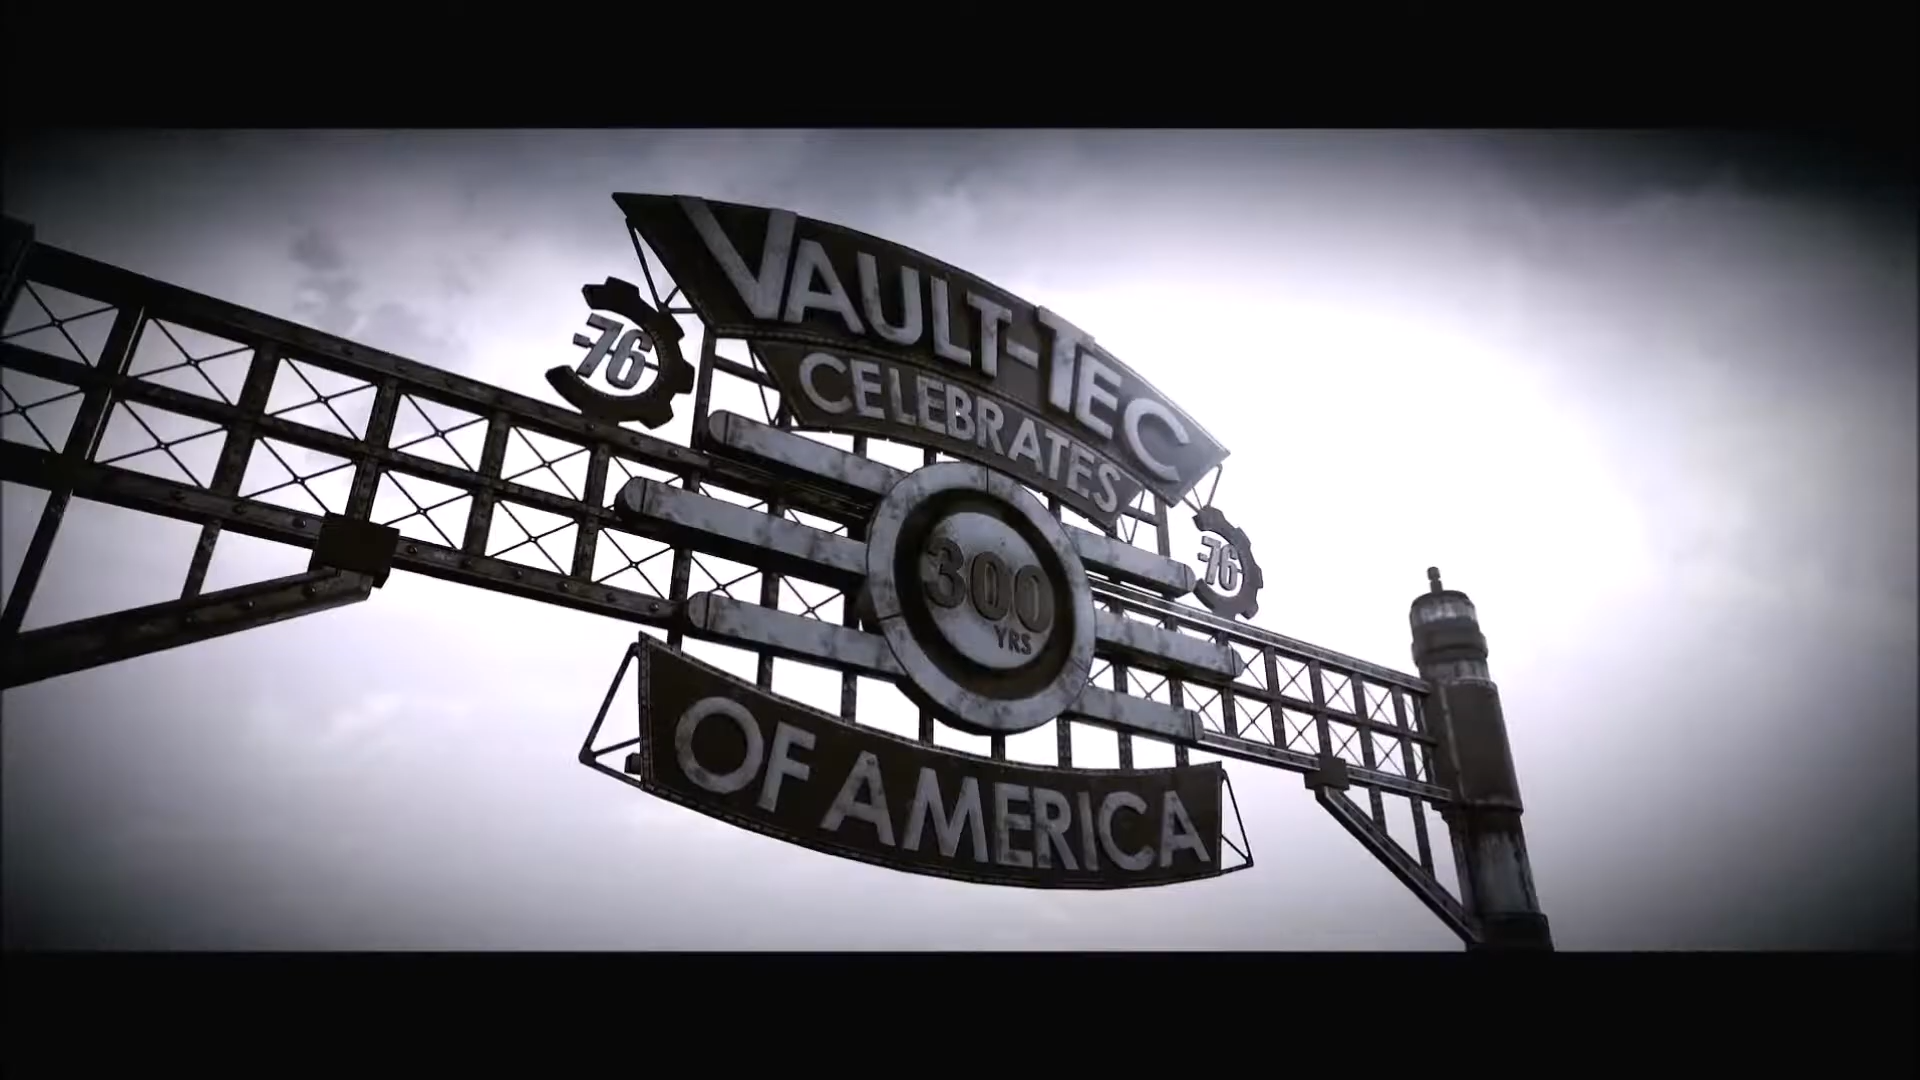 VAULT-TEC
CELEBRATES
76
300
YRS
76
OF AMERICA